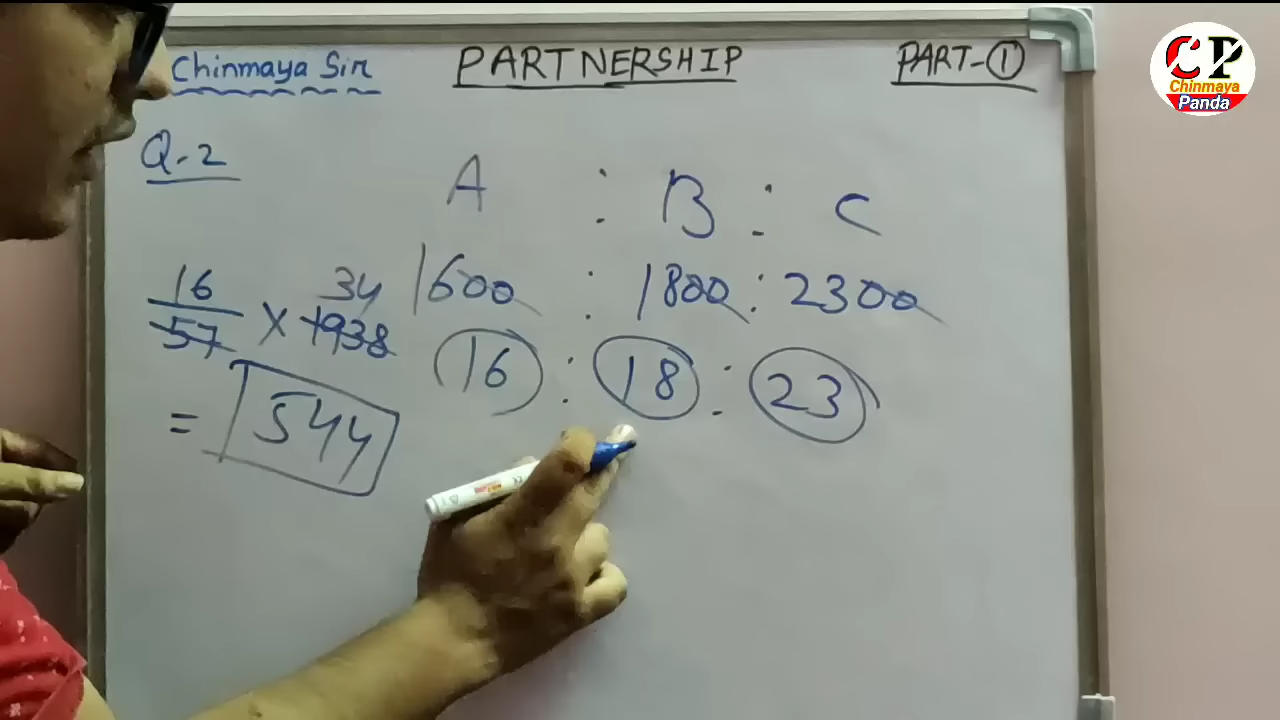 Chinmaya Sir PARTNERSHIP PART-①
CP
Chinmaya
Panda
Q.2
A : B : C
1600 : 1800 : 2300
16 : 18 : 23
16/57 × 1938 34
= 544